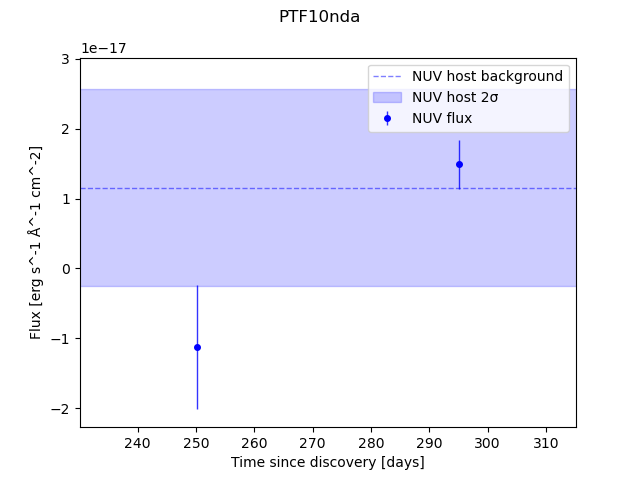 PTF10nda
1e−17
NUV host background
NUV host 2σ
NUV flux
3
2
1
0
−1
−2
Flux [erg s^-1 Å^-1 cm^-2]
240 250 260 270 280 290 300 310
Time since discovery [days]